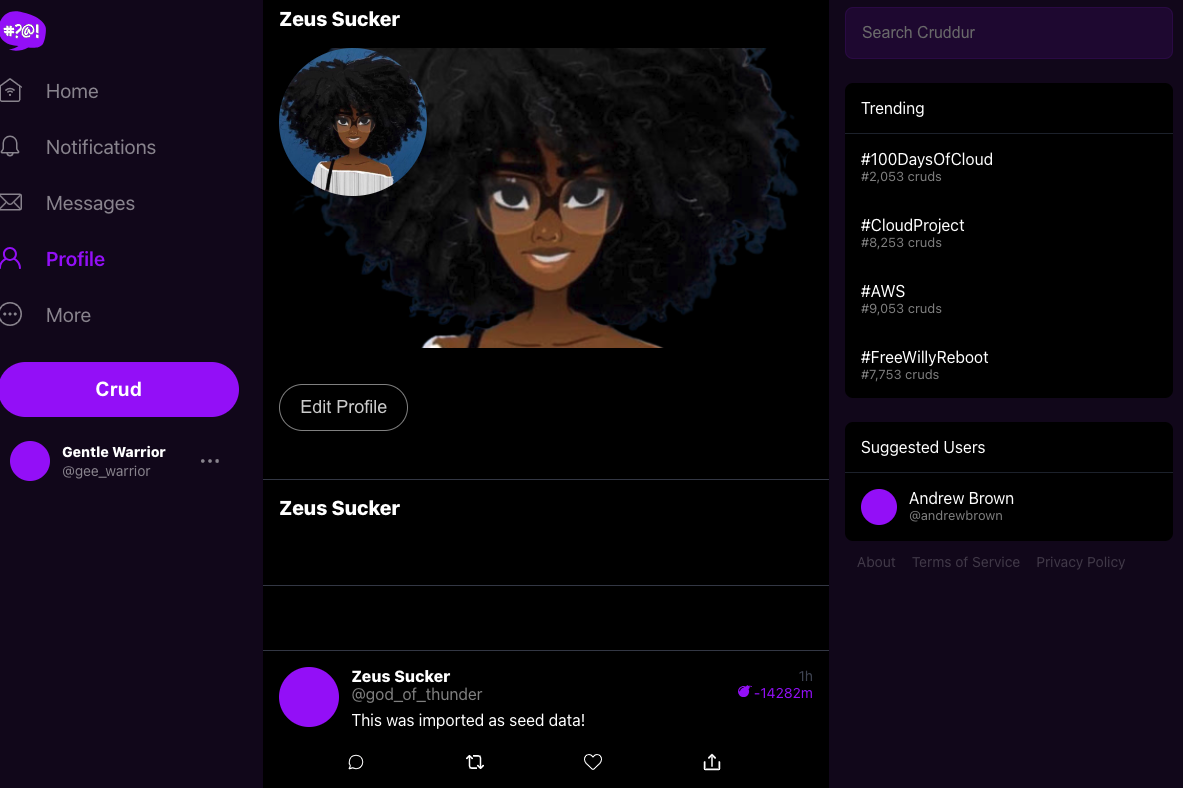 #?@!
Home
Notifications
Messages
Profile
More
Crud
Gentle Warrior
@gee_warrior
Zeus Sucker
Edit Profile
Zeus Sucker
Zeus Sucker
@god_of_thunder
1h
-14282m
This was imported as seed data!
Search Cruddur
Trending
#100DaysOfCloud
#2,053 cruds
#CloudProject
#8,253 cruds
#AWS
#9,053 cruds
#FreeWillyReboot
#7,753 cruds
Suggested Users
Andrew Brown
@andrewbrown
About Terms of Service Privacy Policy